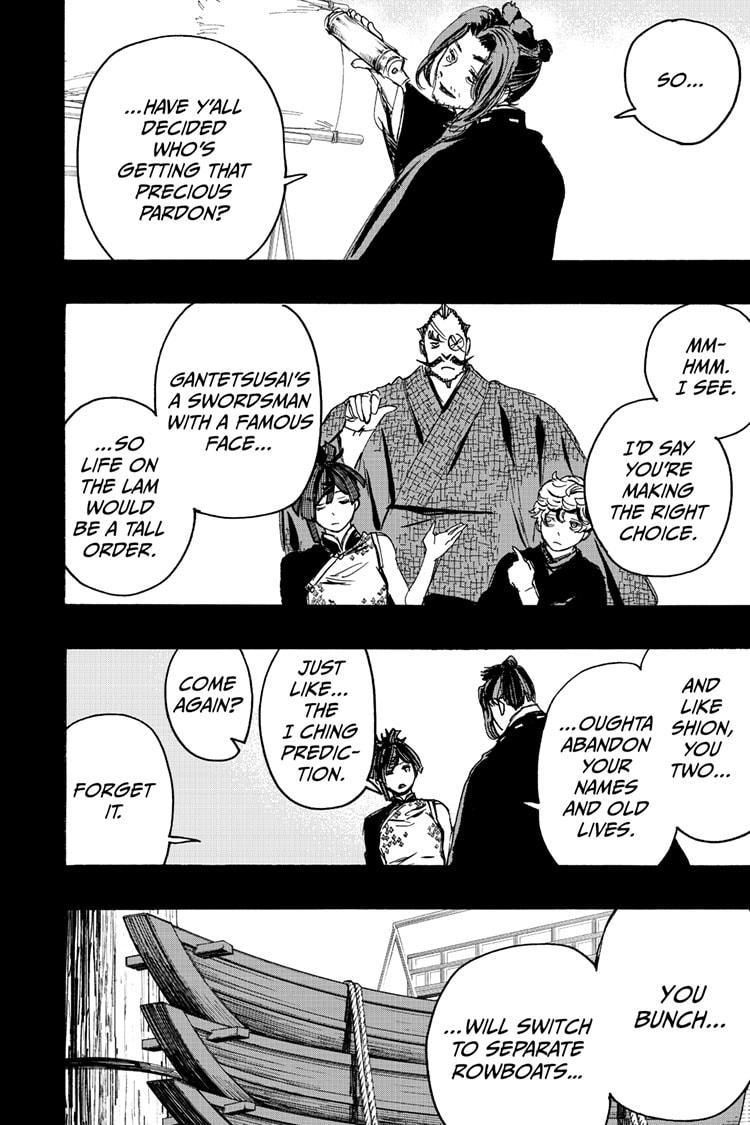 SO...
...HAVE Y'ALL
DECIDED
WHO'S
GETTING THAT
PRECIOUS
PARDON?
MM-
HMM.
I SEE.
I'D SAY
YOU'RE
MAKING
THE RIGHT
CHOICE.
GANTETSUSAI'S
A SWORDSMAN
WITH A FAMOUS
FACE...
...SO
LIFE ON
THE LAM
WOULD
BE A TALL
ORDER.
AND
LIKE
SHION,
YOU
TWO...
...OUGHTA
ABANDON
YOUR
NAMES
AND OLD
LIVES.
JUST
LIKE...
THE
I CHING
PREDIC-
TION.
COME
AGAIN?
FORGET
IT.
YOU
BUNCH...
...WILL SWITCH
TO SEPARATE
ROWBOATS...